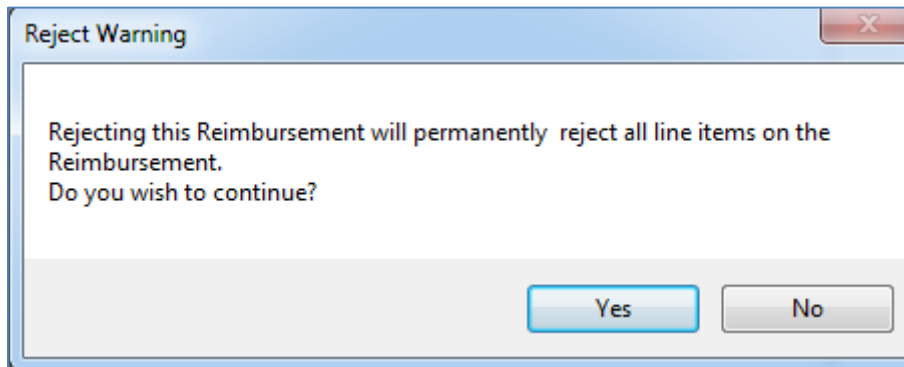 Reject Warning
Rejecting this Reimbursement will permanently  reject all line items on the
Reimbursement.
Do you wish to continue?
Yes
No